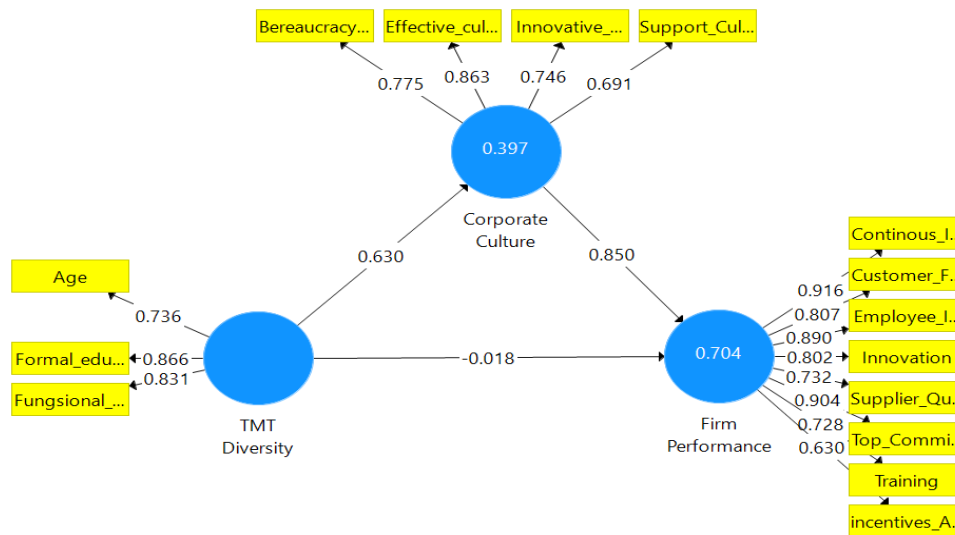 Bereaucracy...
Effective_cul...
Innovative_...
Support_Cul...
0.775
0.863
0.746
0.691
0.397
Corporate
Culture
0.630
0.850
Age
0.736
Formal_edu...
0.866
0.831
Fungsional_...
TMT
Diversity
-0.018
0.704
Firm
Performance
Continous_I...
0.916
Customer_F...
0.807
Employee_I...
0.890
0.802
Innovation
0.732
Supplier_Qu...
0.904
0.728
Top_Commi...
0.630
Training
incentives_A...